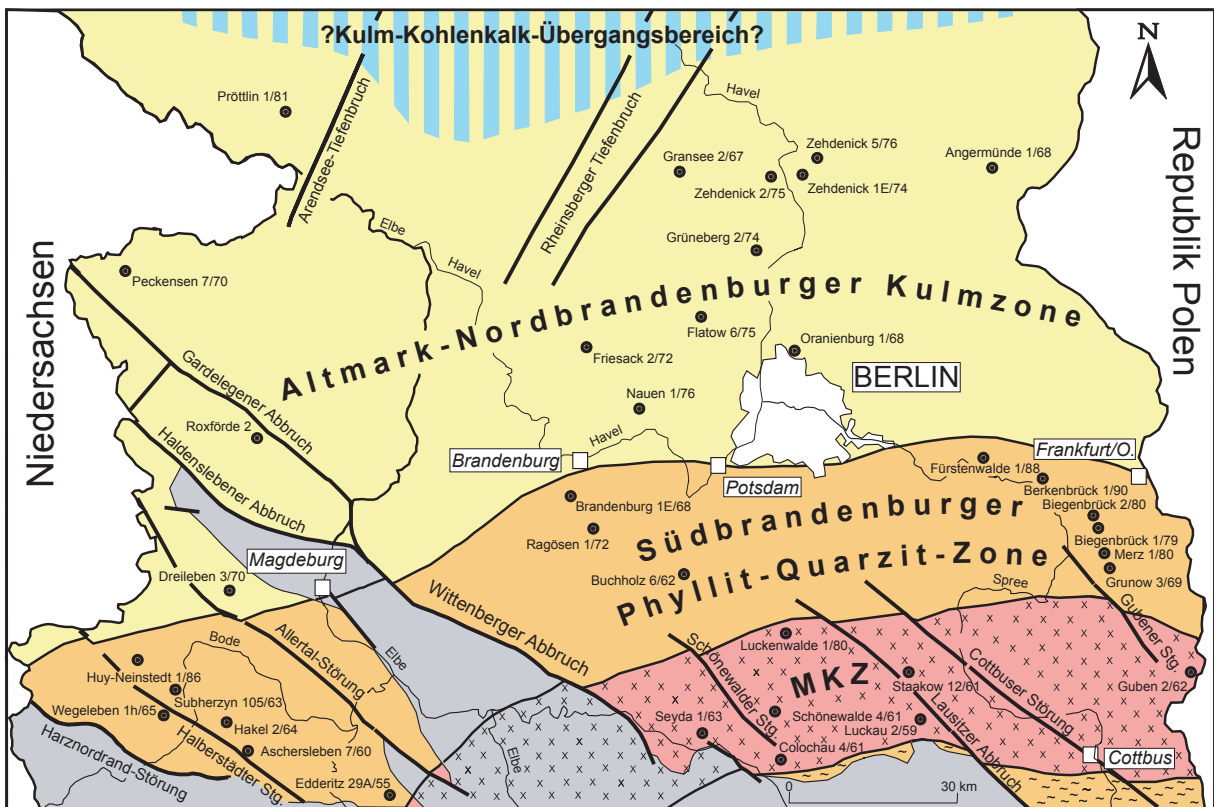 ?Kulm-Kohlenkalk-Übergangsbereich?
N
Pröttlin 1/81
Arendsee-Tiefenbruch
Rheinsberger Tiefenbruch
Havel
Gransee 2/67
Zehdenick 5/76
Zehdenick 2/75
Zehdenick 1E/74
Angermünde 1/68
Republik Polen
Niedersachsen
Elbe
Havel
Grüneberg 2/74
Peckensen 7/70
Altmark-Nordbrandenburger Kulmzone
Flatow 6/75
Friesack 2/72
Oranienburg 1/68
BERLIN
Gardelegener Abbruch
Nauen 1/76
Roxförde 2
Haldenslebener Abbruch
Brandenburg
Havel
Potsdam
Frankfurt/O.
Fürstenwalde 1/88
Berkenbrück 1/90
Biegenbrück 2/80
Brandenburg 1E/68
Südbrandenburger
Phyllit-Quarzit-Zone
Ragösen 1/72
Biegenbrück 1/79
Merz 1/80
Grunow 3/69
Magdeburg
Dreileben 3/70
Buchholz 6/62
Spree
Wittenberger Abbruch
Gubener Stg.
Bode
Allertal-Störung
Elbe
Schönewalder Stg.
Luckenwalde 1/80
MKZ
Staakow 12/61
Cottbuser Störung
Guben 2/62
Huy-Neinstedt 1/86
Subherzyn 105/63
Wegeleben 1h/65
Hakel 2/64
Halberstädter Stg.
Aschersleben 7/60
Harznordrand-Störung
Edderitz 29A/55
Elbe
Seyda 1/63
Schönewalde 4/61
Luckau 2/59
Colochau 4/61
Lausitzer Abbruch
Cottbus
0 30 km